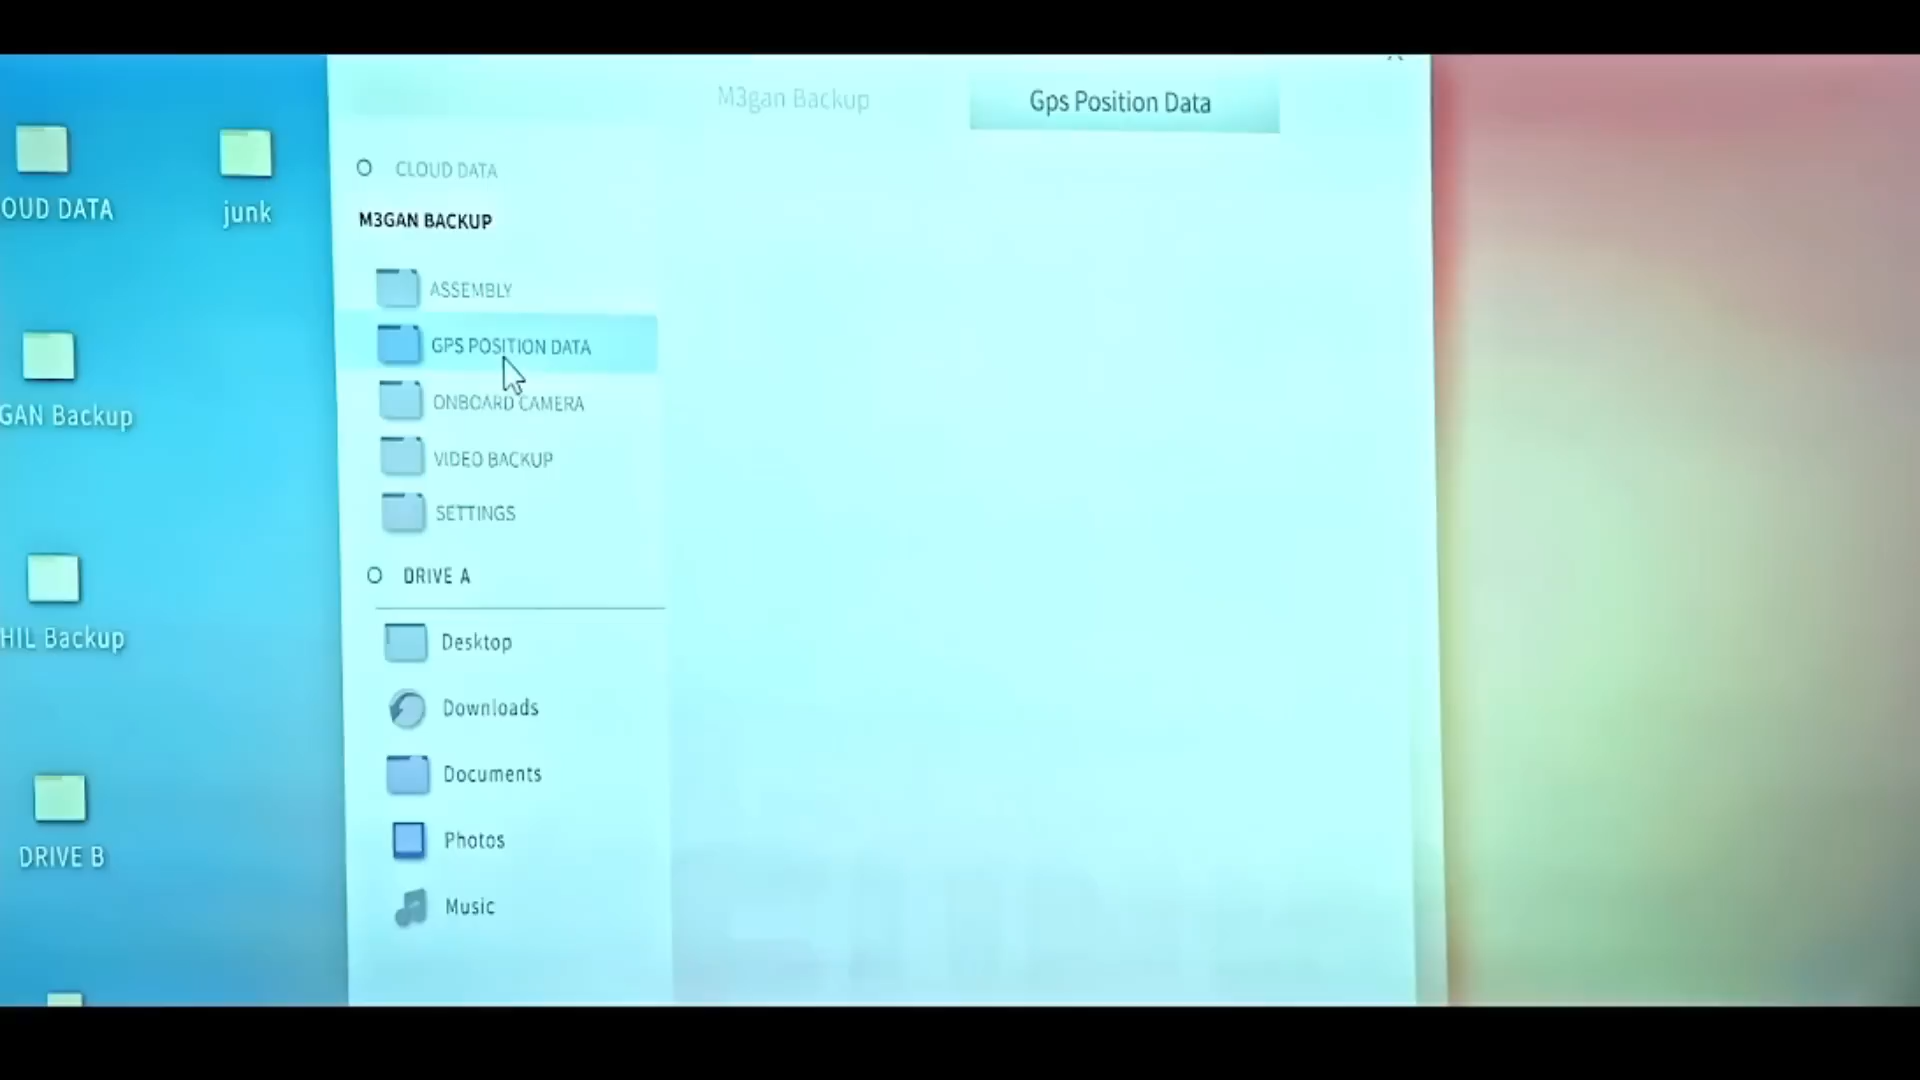 OUD DATA
junk
GAN Backup
HIL Backup
DRIVE B
M3gan Backup
Gps Position Data
CLOUD DATA
M3GAN BACKUP
ASSEMBLY
GPS POSITION DATA
ONBOARD CAMERA
VIDEO BACKUP
SETTINGS
DRIVE A
Desktop
Downloads
Documents
Photos
Music